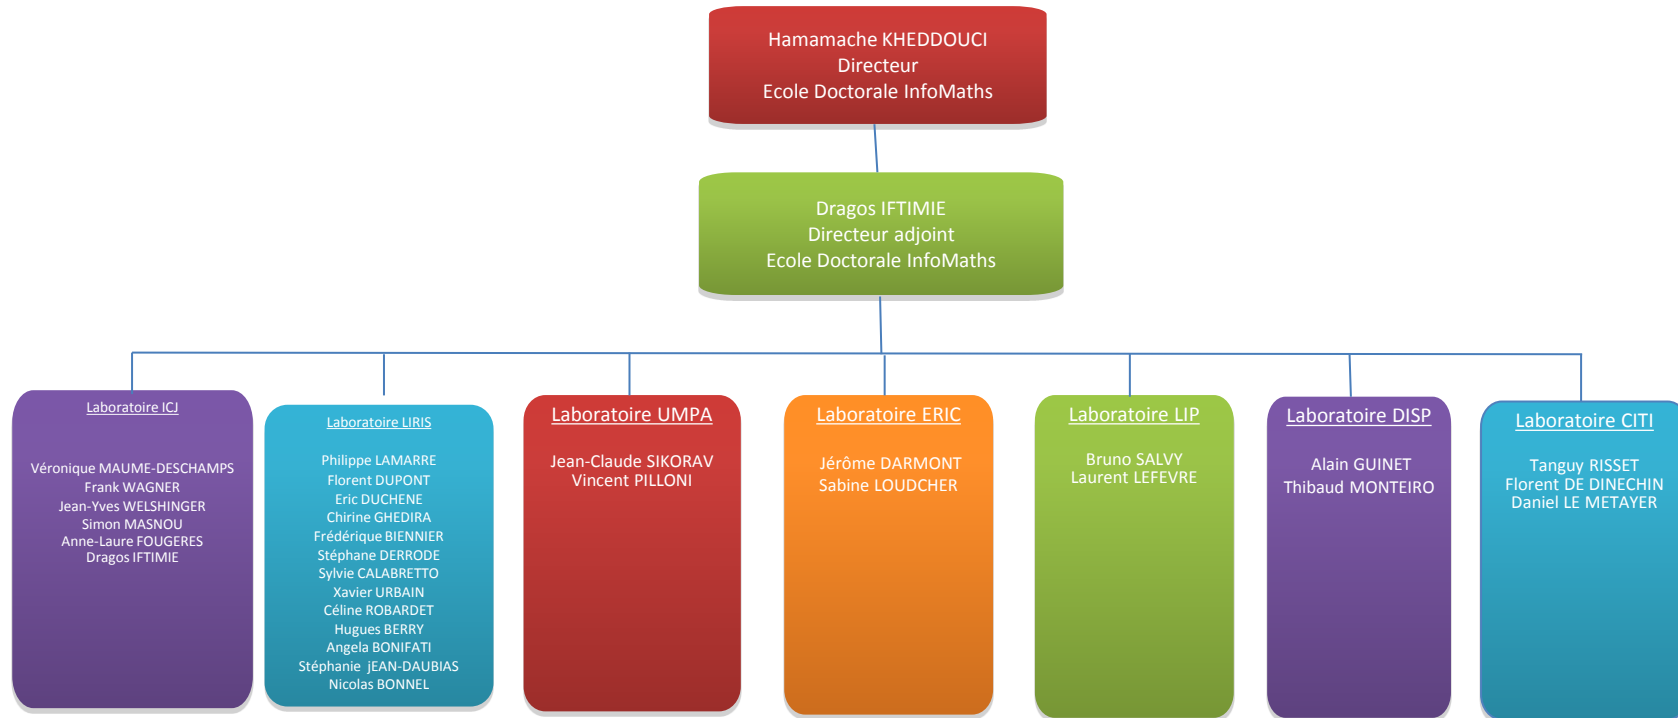 Hamamache KHEDDOUCI
Directeur
Ecole Doctorale InfoMaths
Dragos IFTIMIE
Directeur adjoint
Ecole Doctorale InfoMaths
Laboratoire ICJ
Véronique MAUME-DESCHAMPS
Frank WAGNER
Jean-Yves WELSHINGER
Simon MASNOU
Anne-Laure FOUGERES
Dragos IFTIMIE
Laboratoire LIRIS
Philippe LAMARRE
Florent DUPONT
Eric DUCHENE
Chirine GHEDIRA
Frédérique BIENNIER
Stéphane DERRODE
Sylvie CALABRETTO
Xavier URBAIN
Céline ROBARDET
Hugues BERRY
Angela BONIFATI
Stéphanie jEAN-DAUBIAS
Nicolas BONNEL
Laboratoire UMPA
Jean-Claude SIKORAV
Vincent PILLONI
Laboratoire ERIC
Jérôme DARMONT
Sabine LOUDCHER
Laboratoire LIP
Bruno SALVY
Laurent LEFEVRE
Laboratoire DISP
Alain GUINET
Thibaud MONTEIRO
Laboratoire CITI
Tanguy RISSET
Florent DE DINECHIN
Daniel LE METAYER